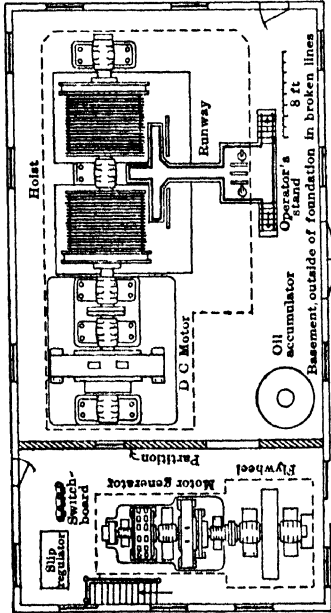 Hoist
Runway
8 ft
Operator's
stand
Basement, outside of foundation in broken lines
D C Motor
Oil
accumulator
Partition
Switch-
board
Slip
regulator
Motor generator
Flywheel